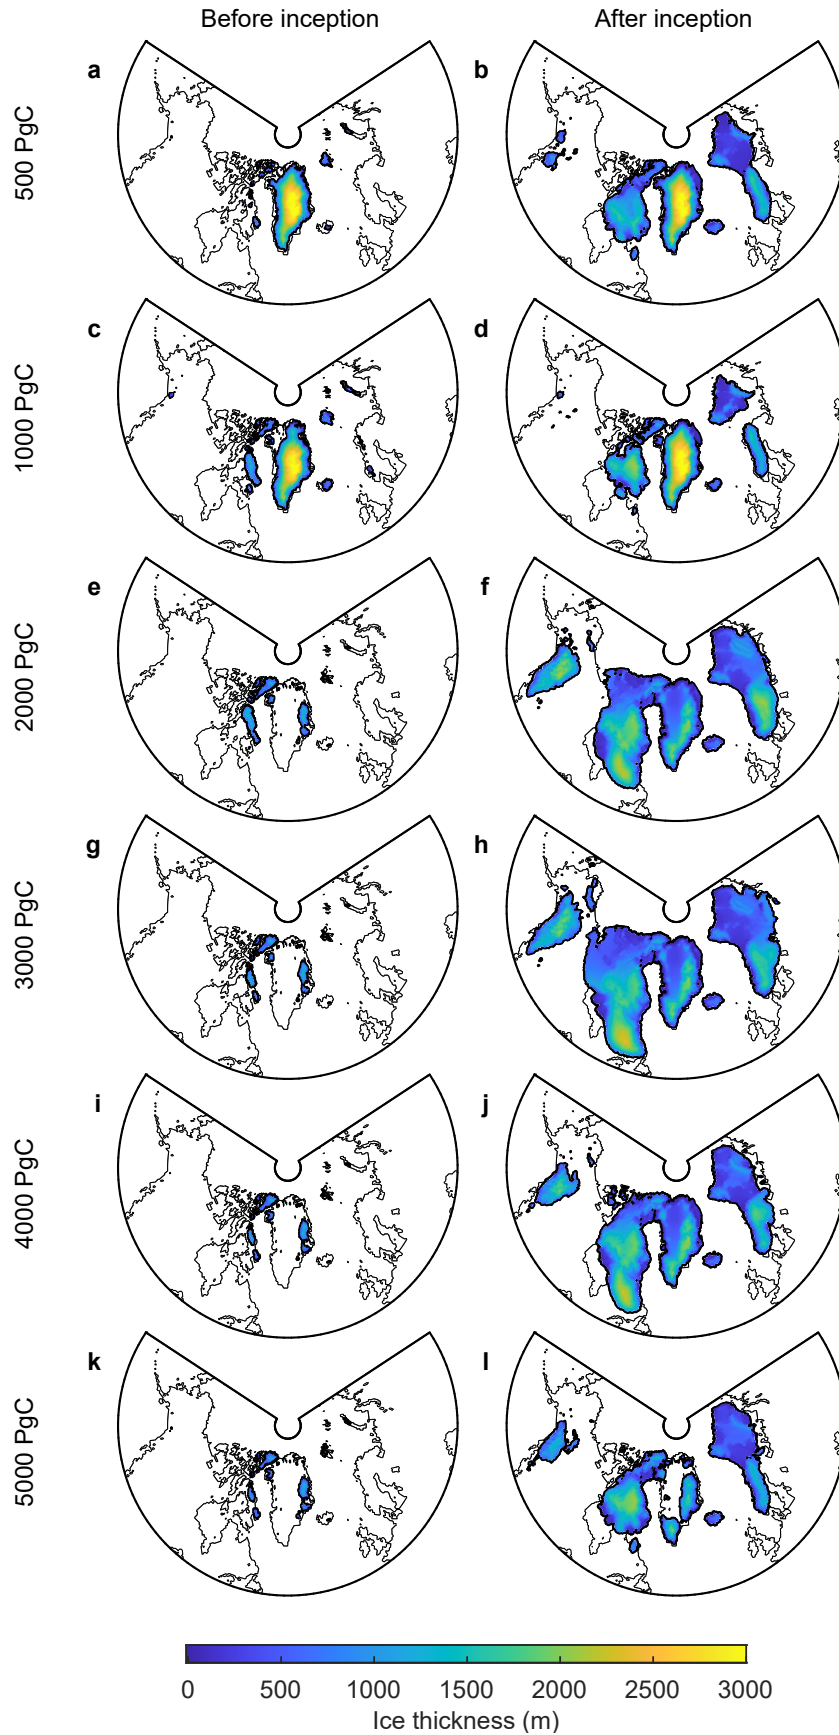 Before inception
After inception
a
b
500 PgC
c
d
1000 PgC
e
f
2000 PgC
g
h
3000 PgC
i
j
4000 PgC
k
l
5000 PgC
0 500 1000 1500 2000 2500 3000
Ice thickness (m)